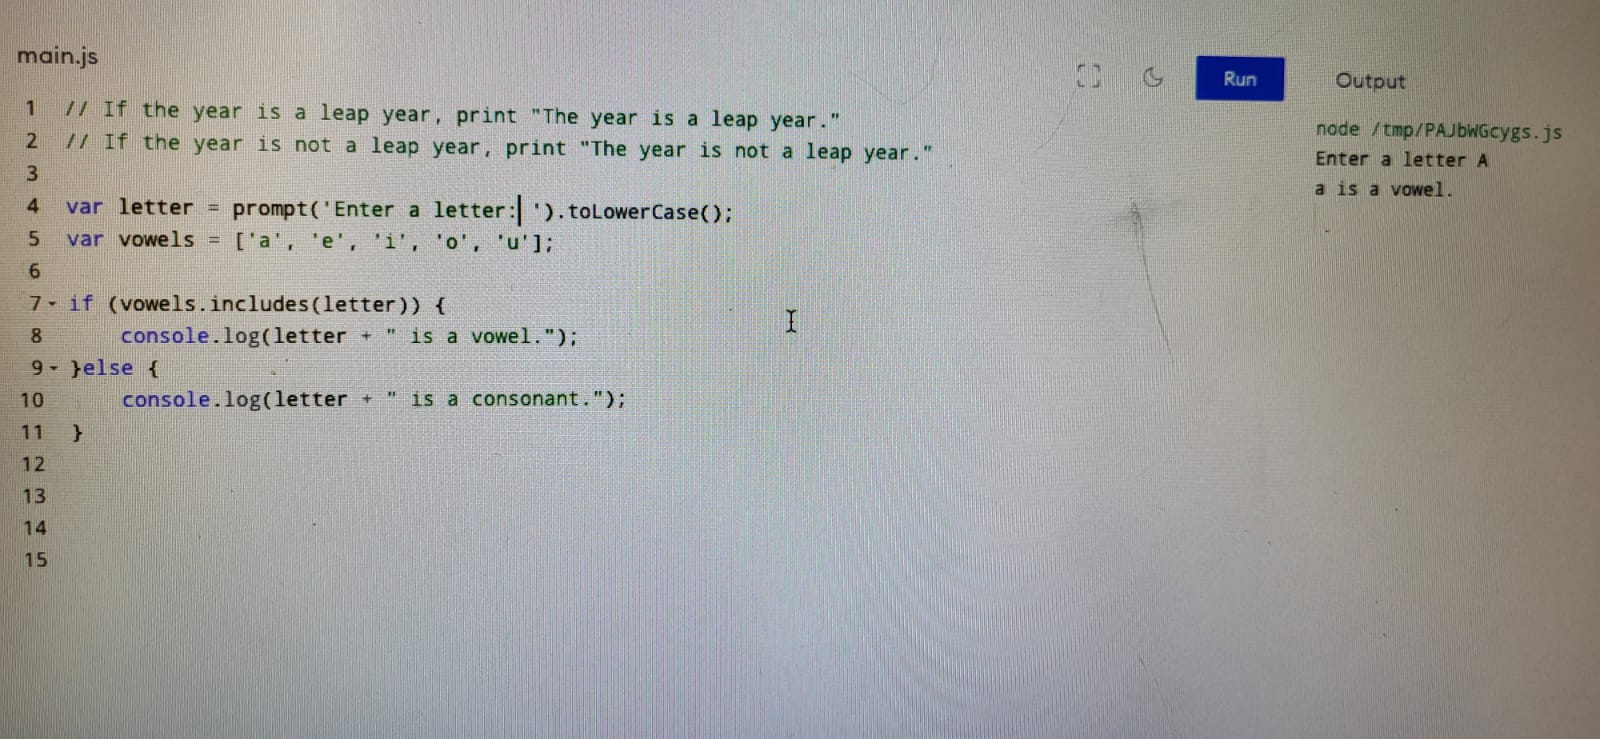 main.js
Run
Output
1 // If the year is a leap year, print "The year is a leap year."
2 // If the year is not a leap year, print "The year is not a leap year."
3
4 var letter = prompt('Enter a letter: ').toLowerCase();
5 var vowels = ['a', 'e', 'i', 'o', 'u'];
6
7 if (vowels.includes(letter)) {
8     console.log(letter + " is a vowel.");
9 }else {
10     console.log(letter + " is a consonant.");
11 }
12
13
14
15
node /tmp/PAJbWGcygs.js
Enter a letter A
a is a vowel.